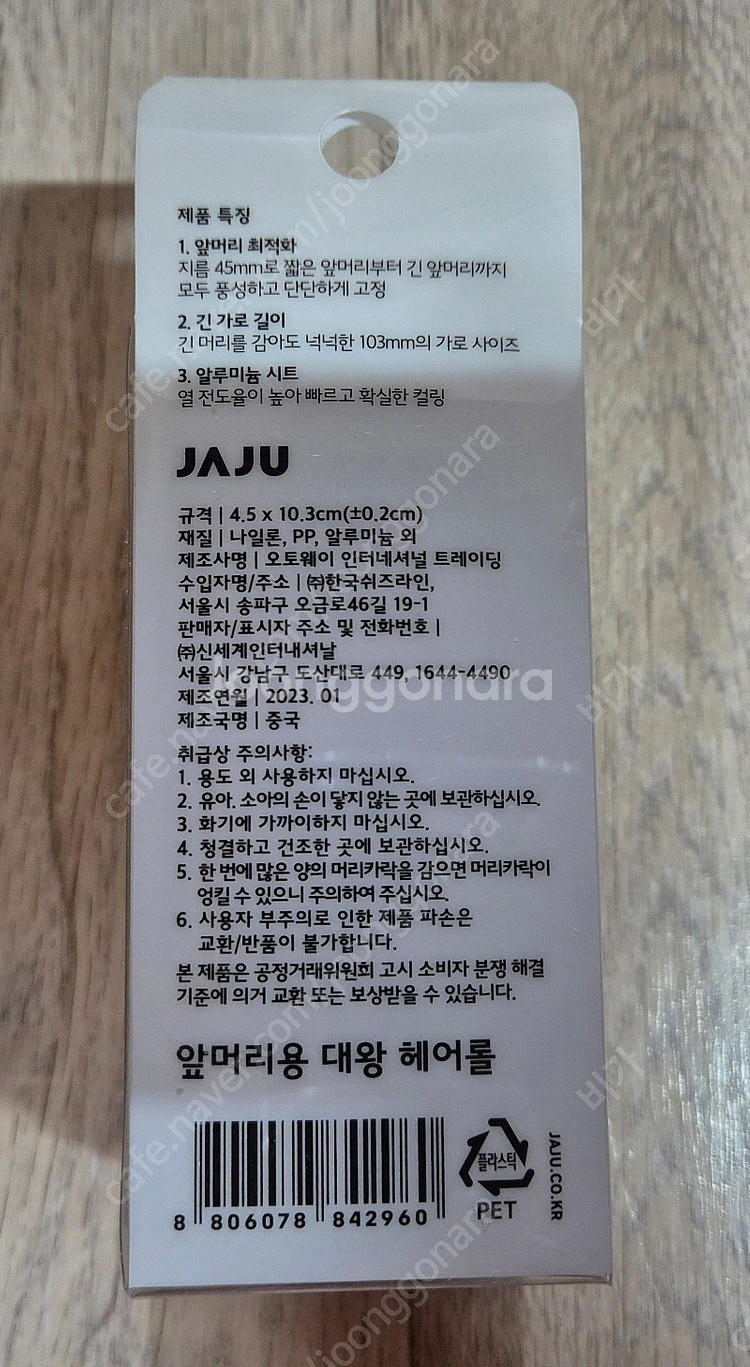 제품 특징
1. 앞머리 최적화
지름 45mm로 짧은 앞머리부터 긴 앞머리까지
모두 풍성하고 단단하게 고정
2. 긴 가로 길이
긴 머리를 감아도 넉넉한 103mm의 가로 사이즈
3. 알루미늄 시트
열 전도율이 높아 빠르고 확실한 컬링
JAJU
규격 | 4.5 x 10.3cm(±0.2cm)
재질 | 나일론, PP, 알루미늄 외
제조사명 | 오토웨이 인터네셔널 트레이딩
수입자명/주소 | ㈜한국쉬즈라인,
서울시 송파구 오금로46길 19-1
판매자/표시자 주소 및 전화번호 |
㈜신세계인터내셔날
서울시 강남구 도산대로 449, 1644-4490
joonggonara
제조연월 | 2023. 01
제조국명 | 중국
취급상 주의사항:
1. 용도 외 사용하지 마십시오.
2. 유아. 소아의 손이 닿지 않는 곳에 보관하십시오.
3. 화기에 가까이하지 마십시오.
4. 청결하고 건조한 곳에 보관하십시오.
5. 한 번에 많은 양의 머리카락을 감으면 머리카락이
엉킬 수 있으니 주의하여 주십시오.
6. 사용자 부주의로 인한 제품 파손은
교환/반품이 불가합니다.
본 제품은 공정거래위원회 고시 소비자 분쟁 해결
기준에 의거 교환 또는 보상받을 수 있습니다.
앞머리용 대왕 헤어롤
8 806078 842960
플라스틱
PET
JAJU.CO.KR
cafe.naver.com/joonggonara